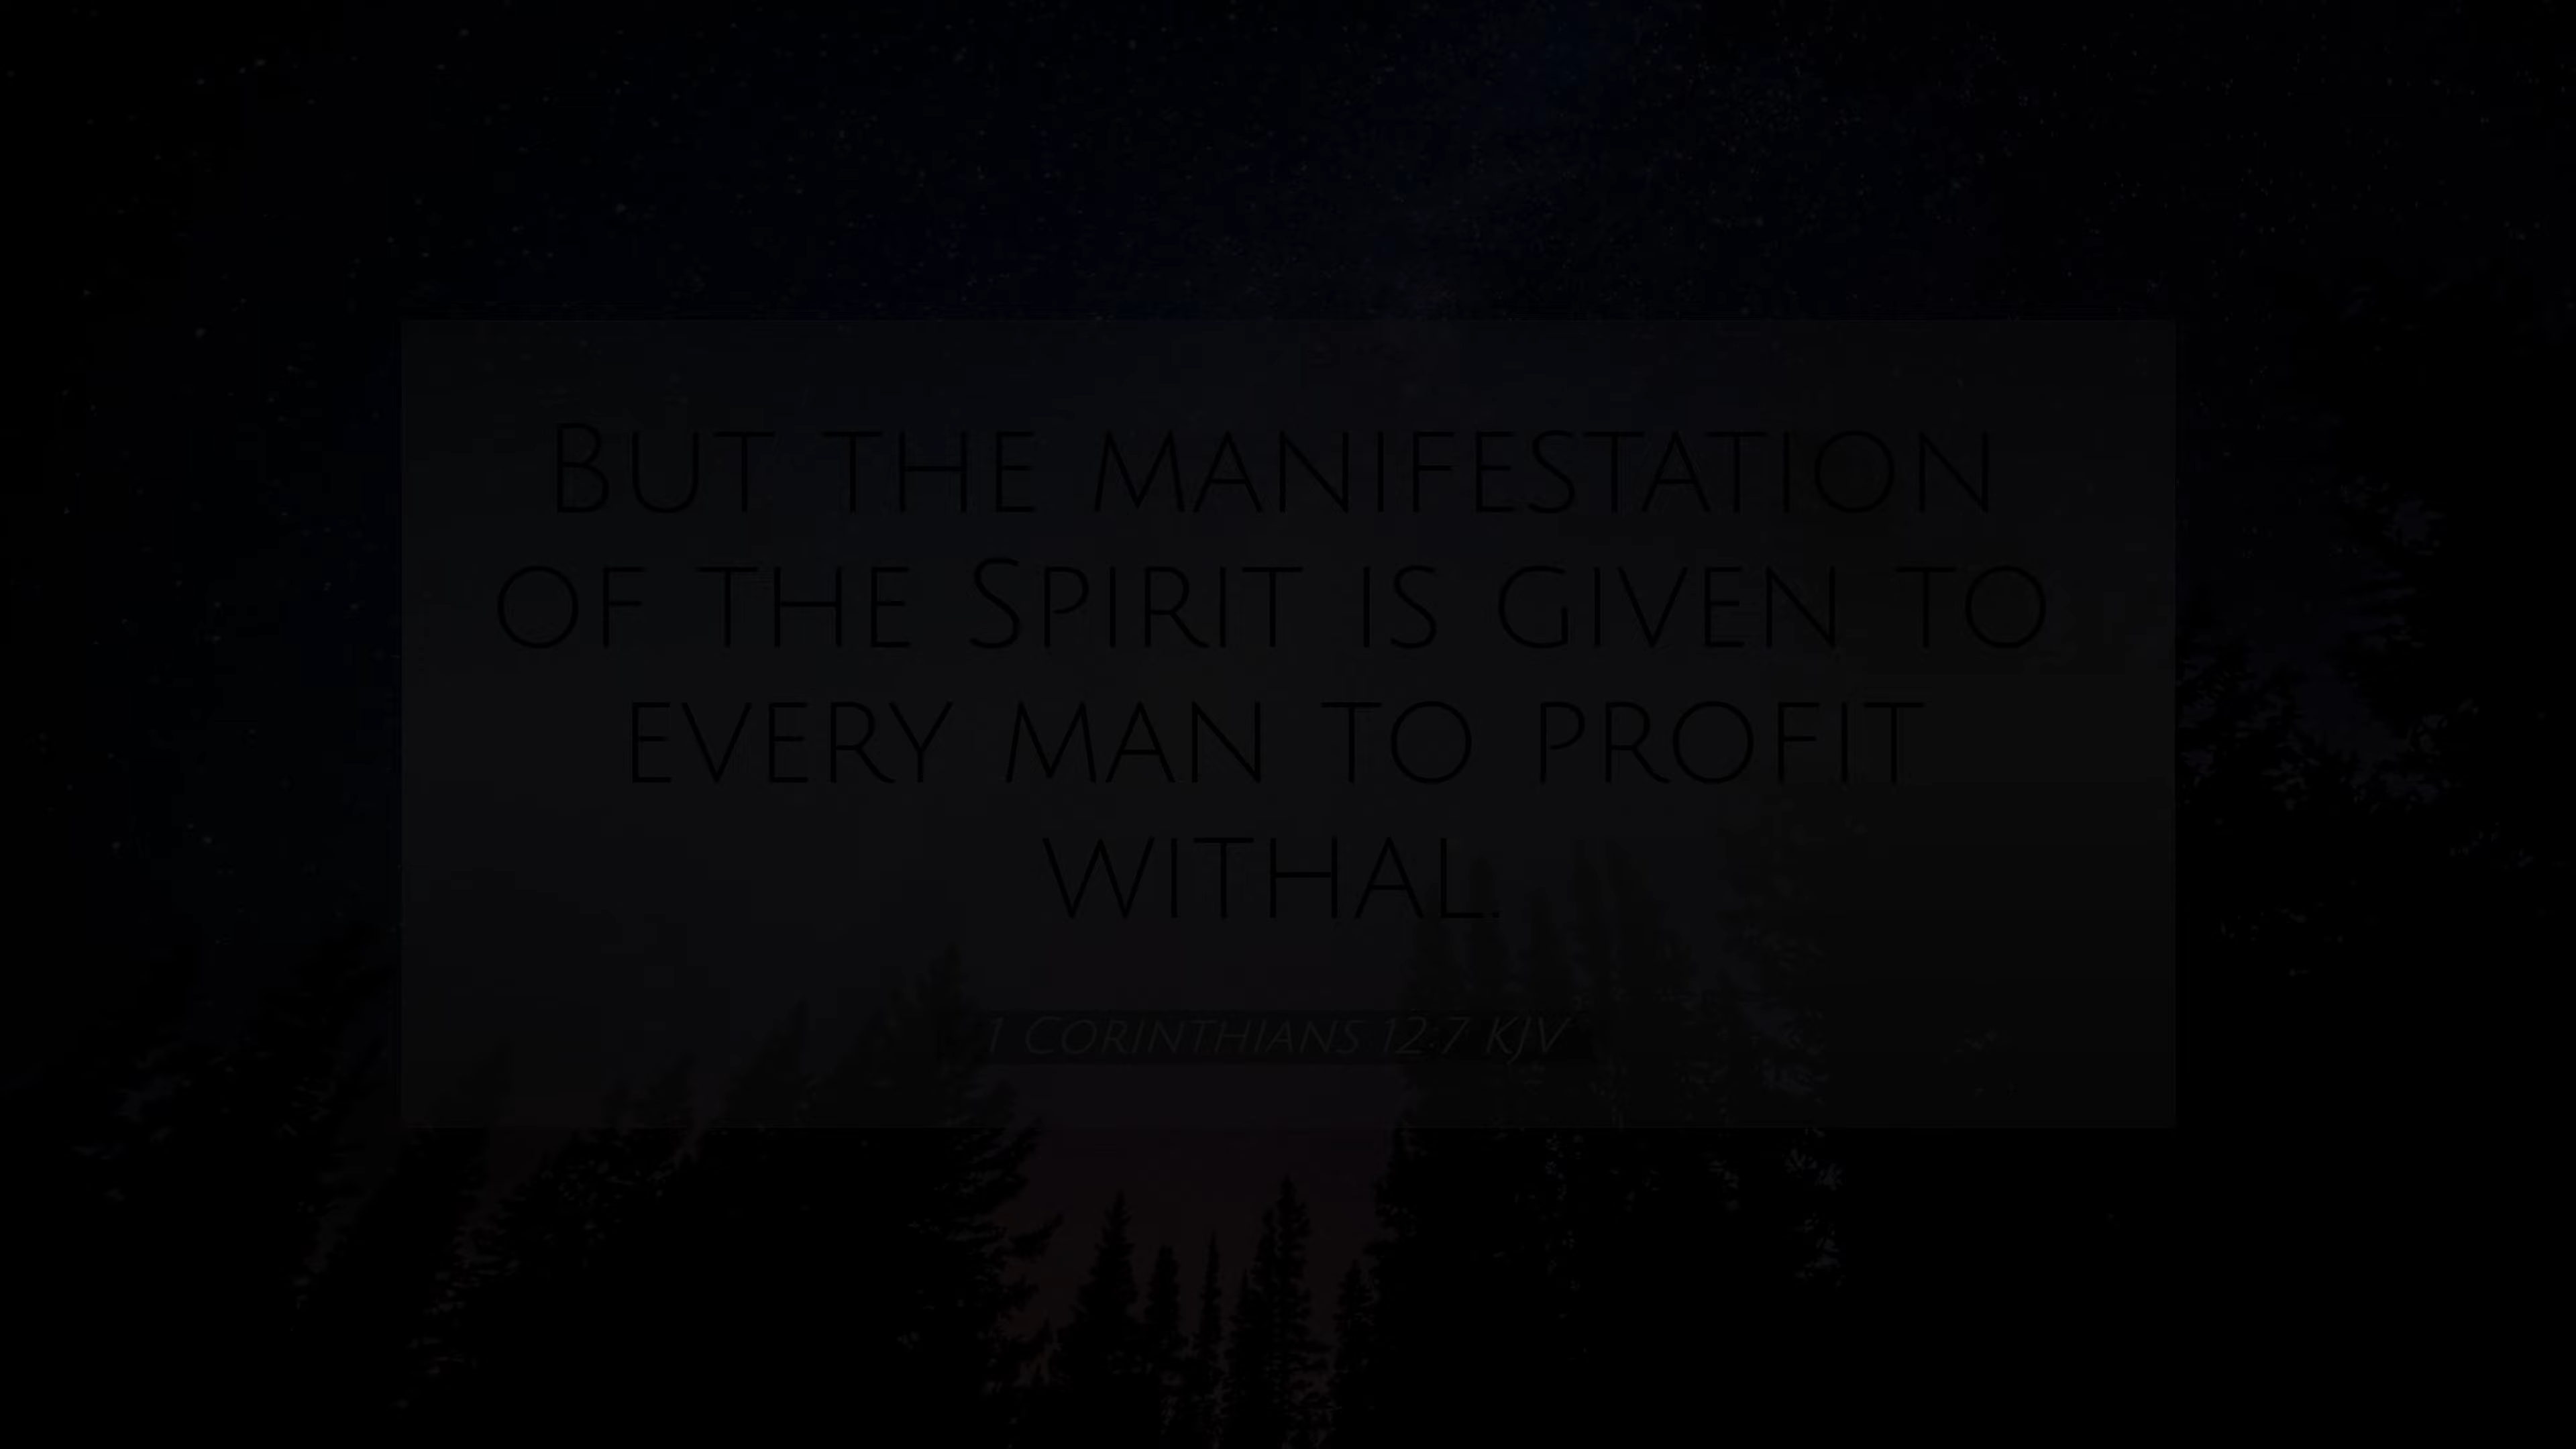 But the manifestation
of the Spirit is given to
every man to profit
withal.
1 Corinthians 12:7 KJV